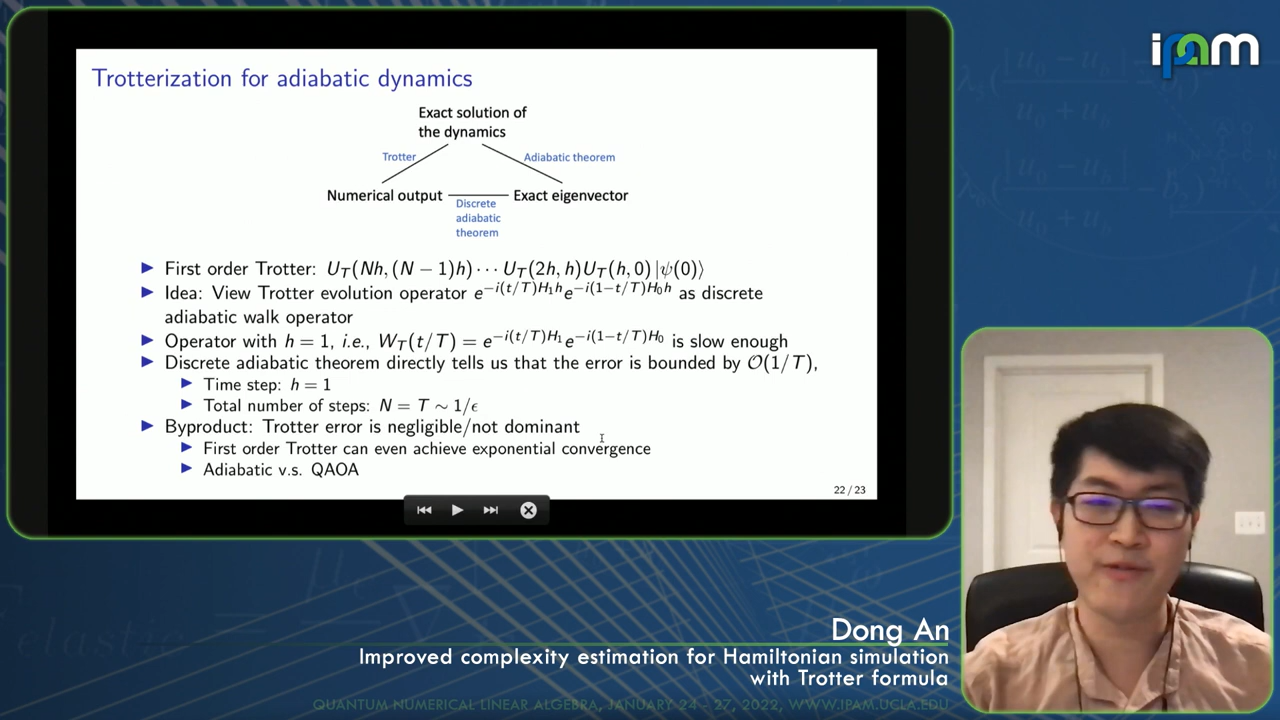 ipam
Trotterization for adiabatic dynamics
Exact solution of
the dynamics
Trotter
Adiabatic theorem
Numerical output
Exact eigenvector
Discrete
adiabatic
theorem
▶ First order Trotter: U_T(Nh, (N − 1)h) ··· U_T(2h, h)U_T(h, 0) |ψ(0)⟩
▶ Idea: View Trotter evolution operator e^{−i(t/T)H_1h}e^{−i(1−t/T)H_0h} as discrete
adiabatic walk operator
▶ Operator with h = 1, i.e., W_T(t/T) = e^{−i(t/T)H_1}e^{−i(1−t/T)H_0} is slow enough
▶ Discrete adiabatic theorem directly tells us that the error is bounded by O(1/T),
▶ Time step: h = 1
▶ Total number of steps: N = T ∼ 1/ϵ
▶ Byproduct: Trotter error is negligible/not dominant
▶ First order Trotter can even achieve exponential convergence
▶ Adiabatic v.s. QAOA
22 / 23
Dong An
Improved complexity estimation for Hamiltonian simulation
with Trotter formula
QUANTUM NUMERICAL LINEAR ALGEBRA, JANUARY 24 - 27, 2022, WWW.IPAM.UCLA.EDU
elastic